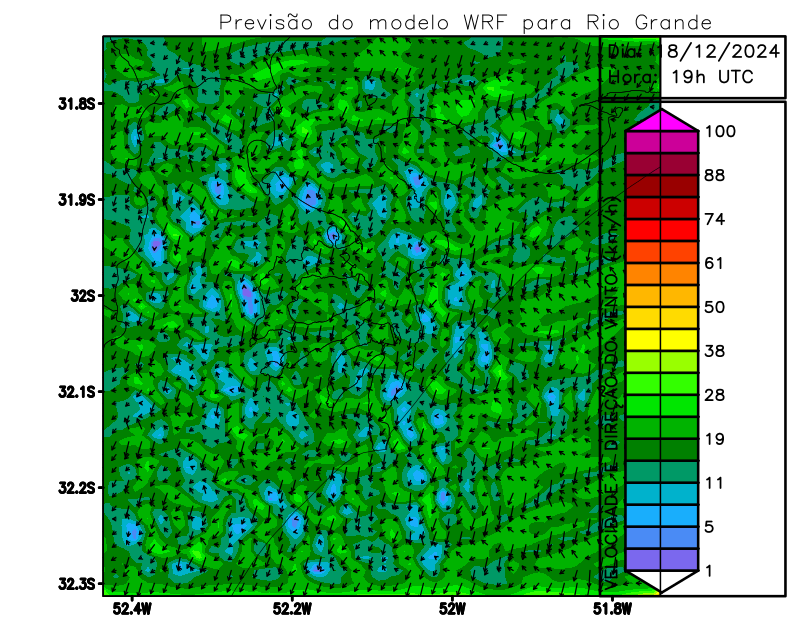 Previsão do modelo WRF para Rio Grande
Dia: 18/12/2024
Hora: 19h UTC
31.8S
31.9S
32S
32.1S
32.2S
32.3S
52.4W
52.2W
52W
51.8W
VELOCIDADE E DIREÇÃO DO VENTO (km/h)
100
88
74
61
50
38
28
19
11
5
1